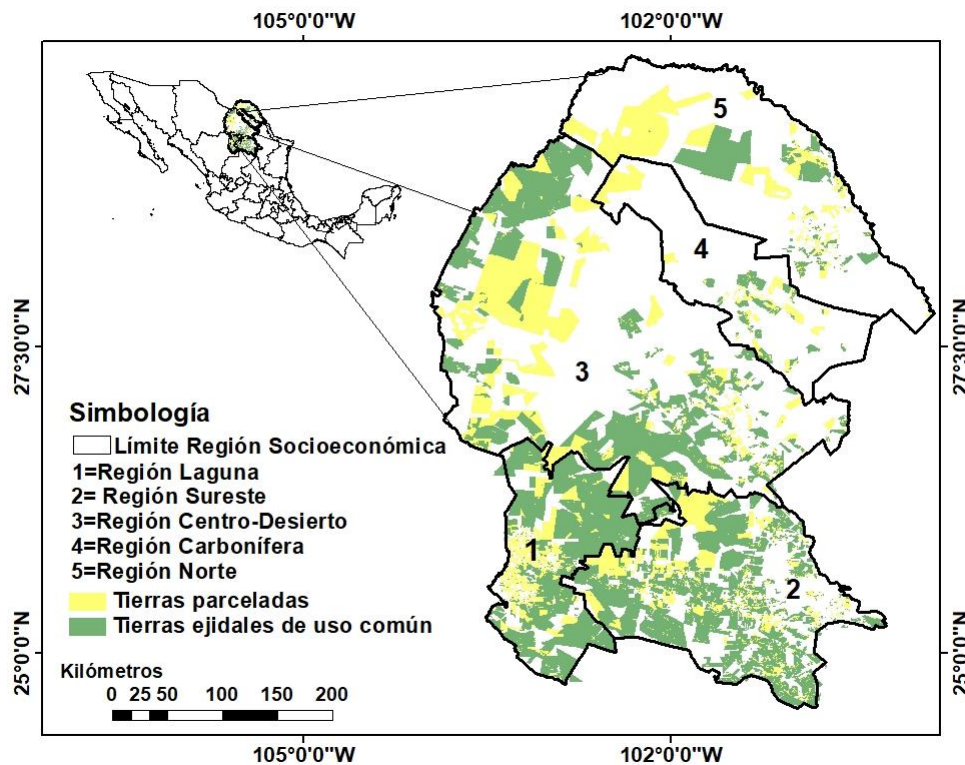 105°0'0"W
102°0'0"W
5
4
27°30'0"N
27°30'0"N
3
Simbología
Límite Región Socioeconómica
1=Región Laguna
2= Región Sureste
3=Región Centro-Desierto
4=Región Carbonífera
5=Región Norte
Tierras parceladas
Tierras ejidales de uso común
1
2
25°0'0"N
25°0'0"N
Kilómetros
0 25 50 100 150 200
105°0'0"W
102°0'0"W